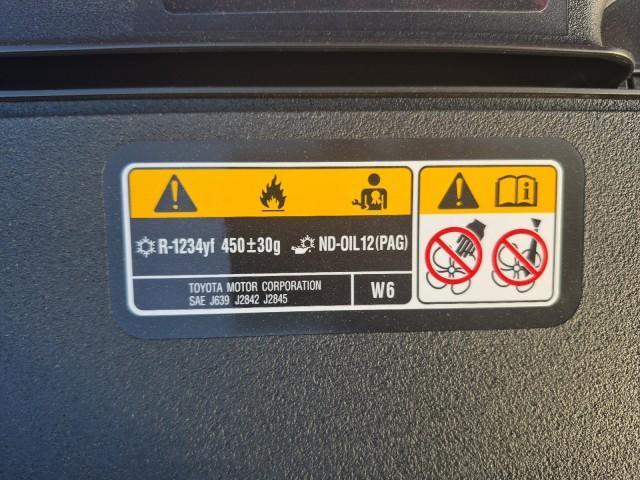 R-1234yf 450±30g ND-OIL12(PAG)
TOYOTA MOTOR CORPORATION
SAE J639 J2842 J2845
W6